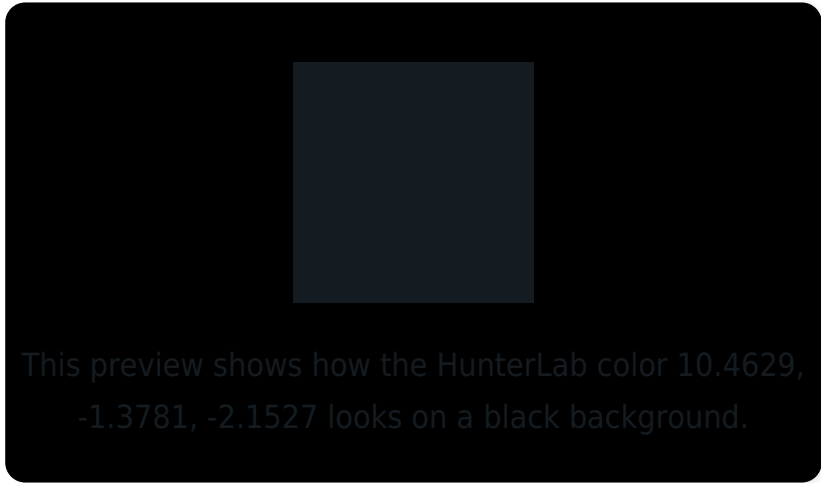 This preview shows how the HunterLab color 10.4629,
-1.3781, -2.1527 looks on a black background.